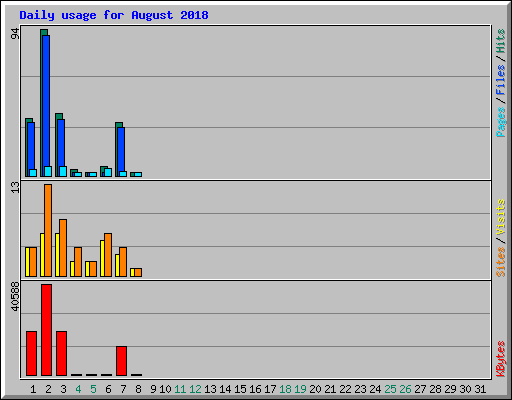 Daily usage for August 2018
94
Pages / Files / Hits
13
Sites / Visits
40588
KBytes
1 2 3 4 5 6 7 8 9 10 11 12 13 14 15 16 17 18 19 20 21 22 23 24 25 26 27 28 29 30 31